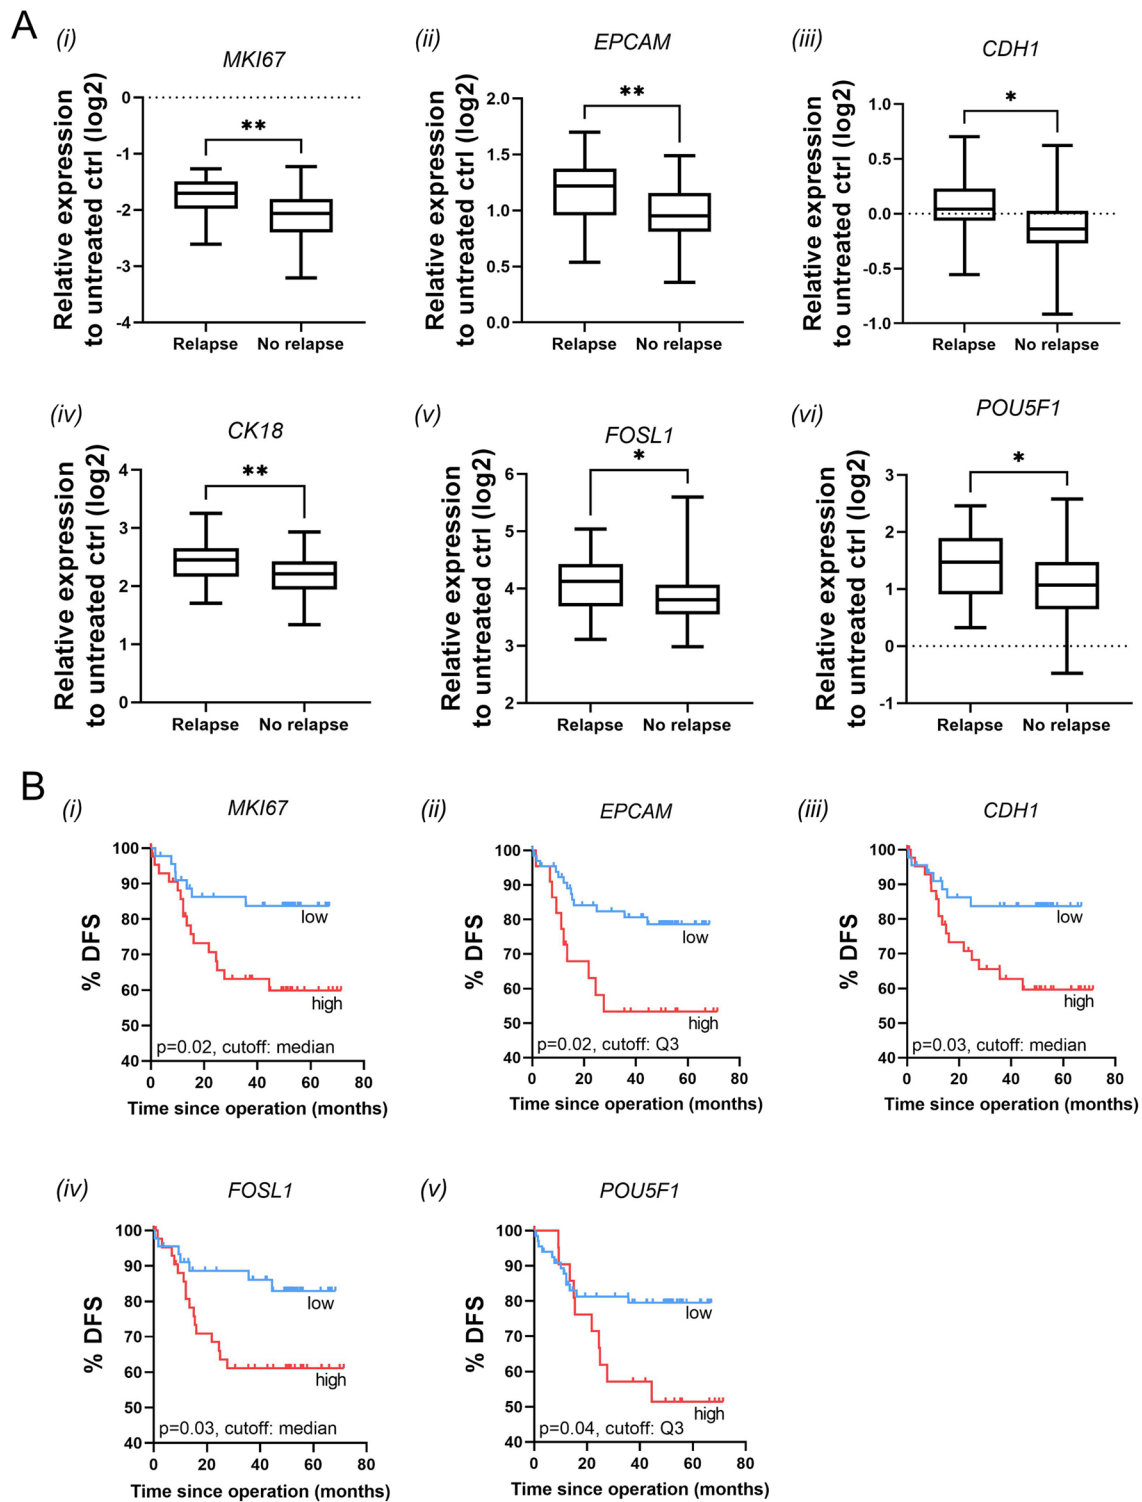 A
(i)
MKI67
Relative expression
to untreated ctrl (log2)
0
-1
-2
-3
-4
**
Relapse No relapse
(ii)
EPCAM
Relative expression
to untreated ctrl (log2)
2.0
1.5
1.0
0.5
0.0
**
Relapse No relapse
(iii)
CDH1
Relative expression
to untreated ctrl (log2)
1.0
0.5
0.0
-0.5
-1.0
*
Relapse No relapse
(iv)
CK18
Relative expression
to untreated ctrl (log2)
4
3
2
1
0
**
Relapse No relapse
(v)
FOSL1
Relative expression
to untreated ctrl (log2)
6
5
4
3
2
*
Relapse No relapse
(vi)
POU5F1
Relative expression
to untreated ctrl (log2)
3
2
1
0
-1
*
Relapse No relapse
B
(i)
MKI67
% DFS
100
90
80
70
60
50
40
low
high
p=0.02, cutoff: median
0 20 40 60 80
Time since operation (months)
(ii)
EPCAM
% DFS
100
90
80
70
60
50
40
low
high
p=0.02, cutoff: Q3
0 20 40 60 80
Time since operation (months)
(iii)
CDH1
% DFS
100
90
80
70
60
50
40
low
high
p=0.03, cutoff: median
0 20 40 60 80
Time since operation (months)
(iv)
FOSL1
% DFS
100
90
80
70
60
50
40
low
high
p=0.03, cutoff: median
0 20 40 60 80
Time since operation (months)
(v)
POU5F1
% DFS
100
90
80
70
60
50
40
low
high
p=0.04, cutoff: Q3
0 20 40 60 80
Time since operation (months)